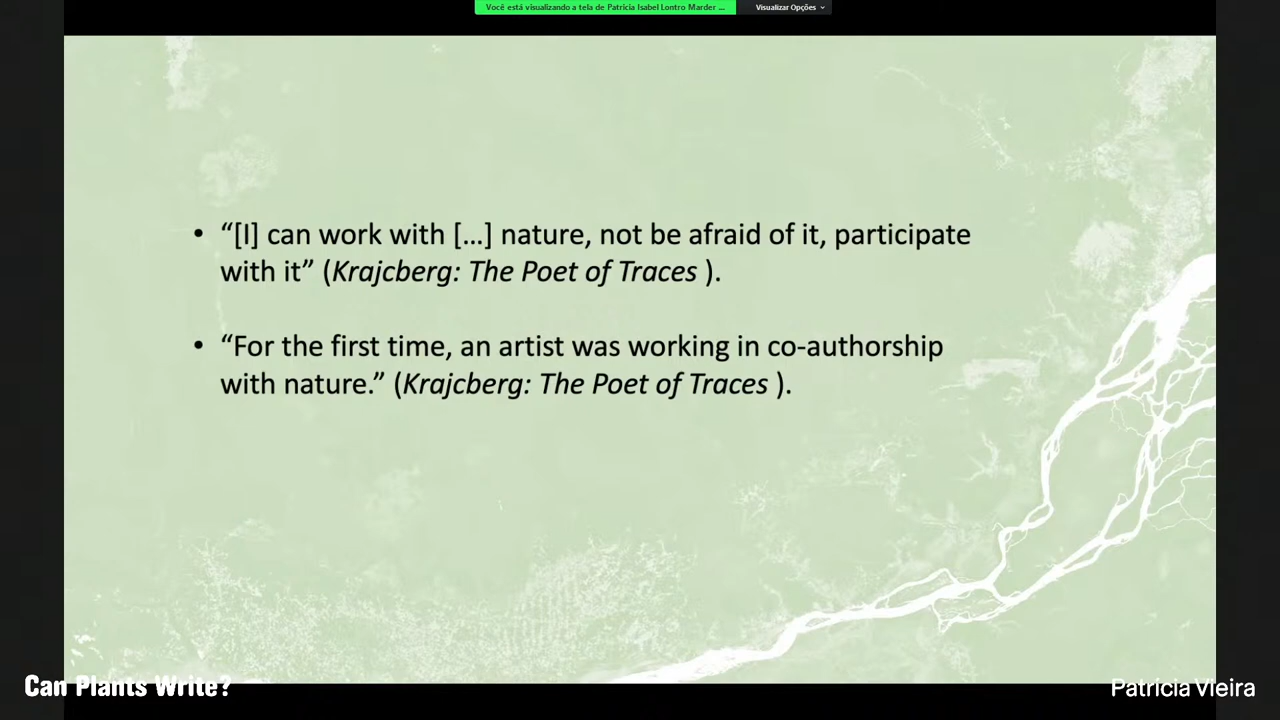 Você está visualizando a tela de Patricia Isabel Lontro Marder ...
Visualizar Opções
• “[I] can work with […] nature, not be afraid of it, participate
with it” (Krajcberg: The Poet of Traces ).
• “For the first time, an artist was working in co-authorship
with nature.” (Krajcberg: The Poet of Traces ).
Can Plants Write?
Patrícia Vieira